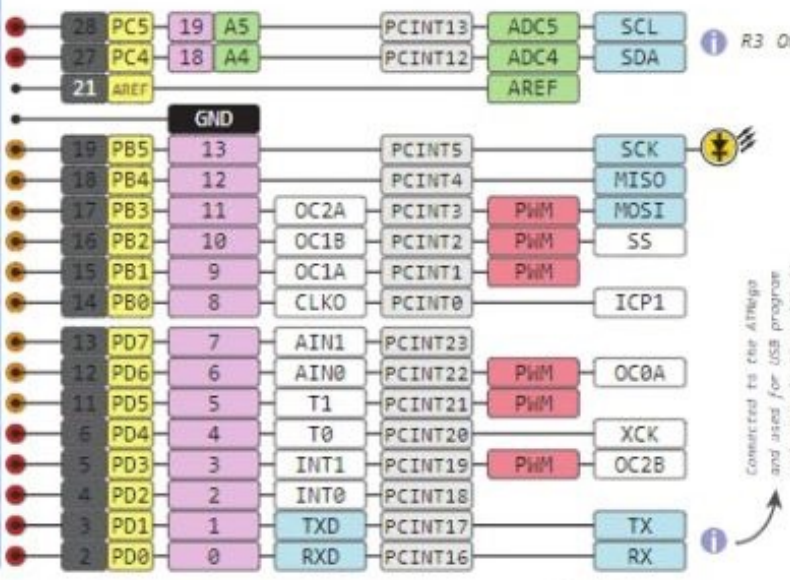 28 PC5 19 A5 PCINT13 ADC5 SCL
27 PC4 18 A4 PCINT12 ADC4 SDA
R3
21 AREF AREF
GND
19 PB5 13 PCINT5 SCK
18 PB4 12 PCINT4 MISO
17 PB3 11 OC2A PCINT3 PWM MOSI
16 PB2 10 OC1B PCINT2 PWM SS
15 PB1 9 OC1A PCINT1 PWM
14 PB0 8 CLKO PCINT0 ICP1
13 PD7 7 AIN1 PCINT23
12 PD6 6 AIN0 PCINT22 PWM OC0A
11 PD5 5 T1 PCINT21 PWM
6 PD4 4 T0 PCINT20 XCK
5 PD3 3 INT1 PCINT19 PWM OC2B
4 PD2 2 INT0 PCINT18
3 PD1 1 TXD PCINT17 TX
2 PD0 0 RXD PCINT16 RX
Connected to the ATMega
and used for USB program